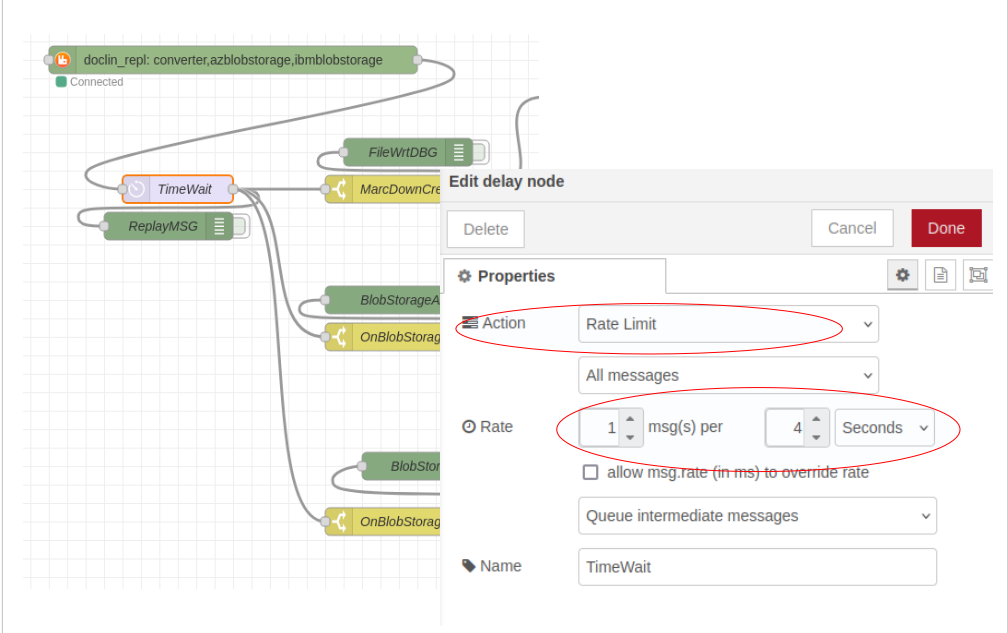 doclin_repl: converter,azblobstorage,ibmblobstorage
Connected
FileWrtDBG
TimeWait
MarcDownCre
ReplayMSG
BlobStorageA
OnBlobStorag
BlobStor
OnBlobStorag
Edit delay node
Delete
Cancel
Done
Properties
Action
Rate Limit
All messages
Rate
1
msg(s) per
4
Seconds
allow msg.rate (in ms) to override rate
Queue intermediate messages
Name
TimeWait